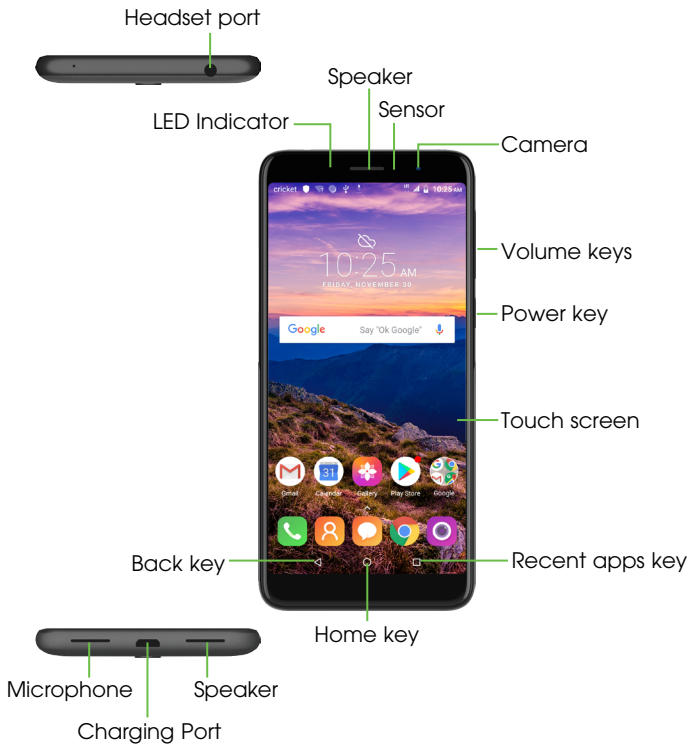 Headset port
Speaker
Sensor
LED Indicator
Camera
cricket
10:25 AM
10:25 AM
FRIDAY, NOVEMBER 30
Volume keys
Power key
Google
Say "Ok Google"
Touch screen
31
Gmail
Calendar
Gallery
Play Store
Google
Back key
Recent apps key
Home key
Microphone
Speaker
Charging Port